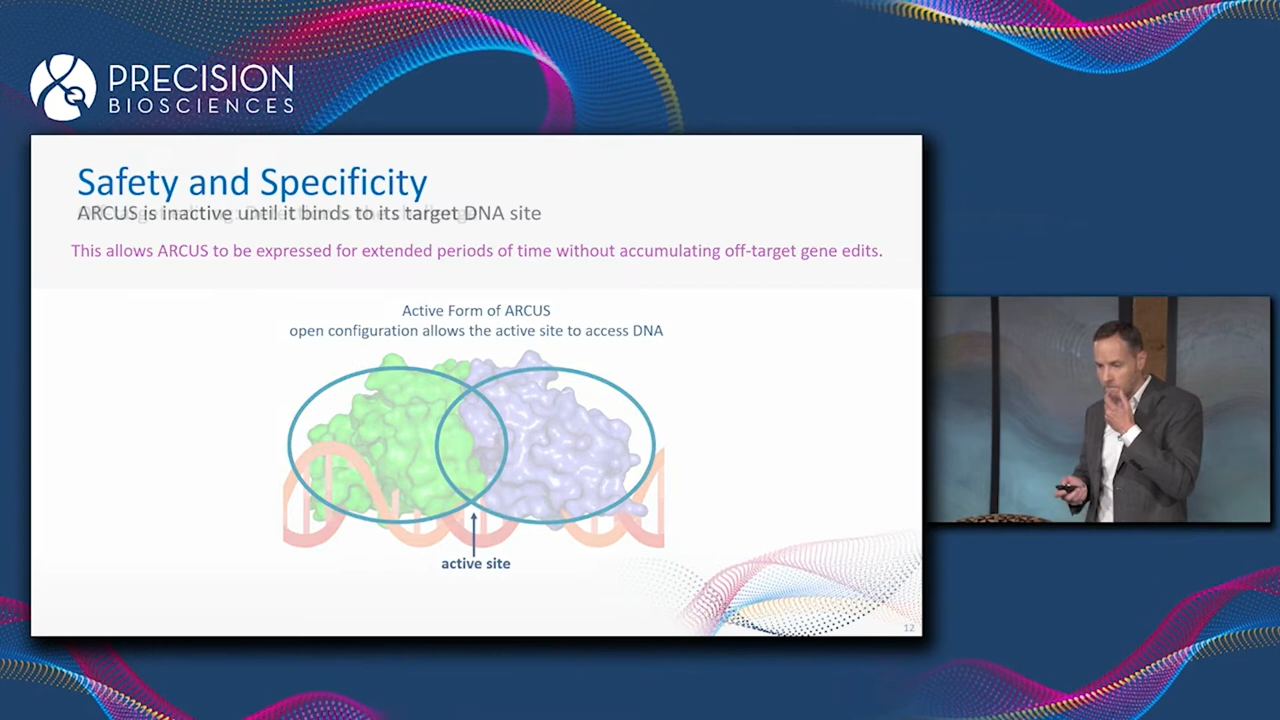 PRECISION
BIOSCIENCES
Safety and Specificity
ARCUS is inactive until it binds to its target DNA site
This allows ARCUS to be expressed for extended periods of time without accumulating off-target gene edits.
Active Form of ARCUS
open configuration allows the active site to access DNA
active site
12